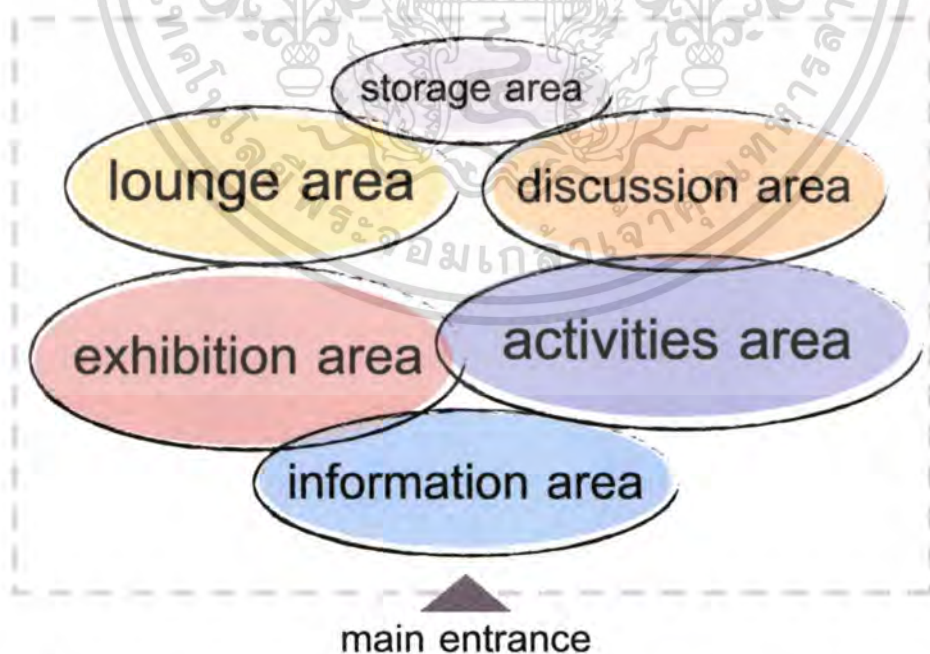 storage area
lounge area
discussion area
exhibition area
activities area
information area
main entrance